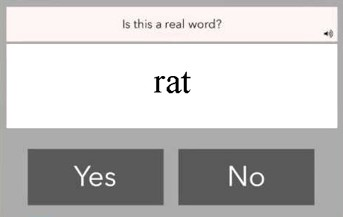 Is this a real word?
rat
Yes
No